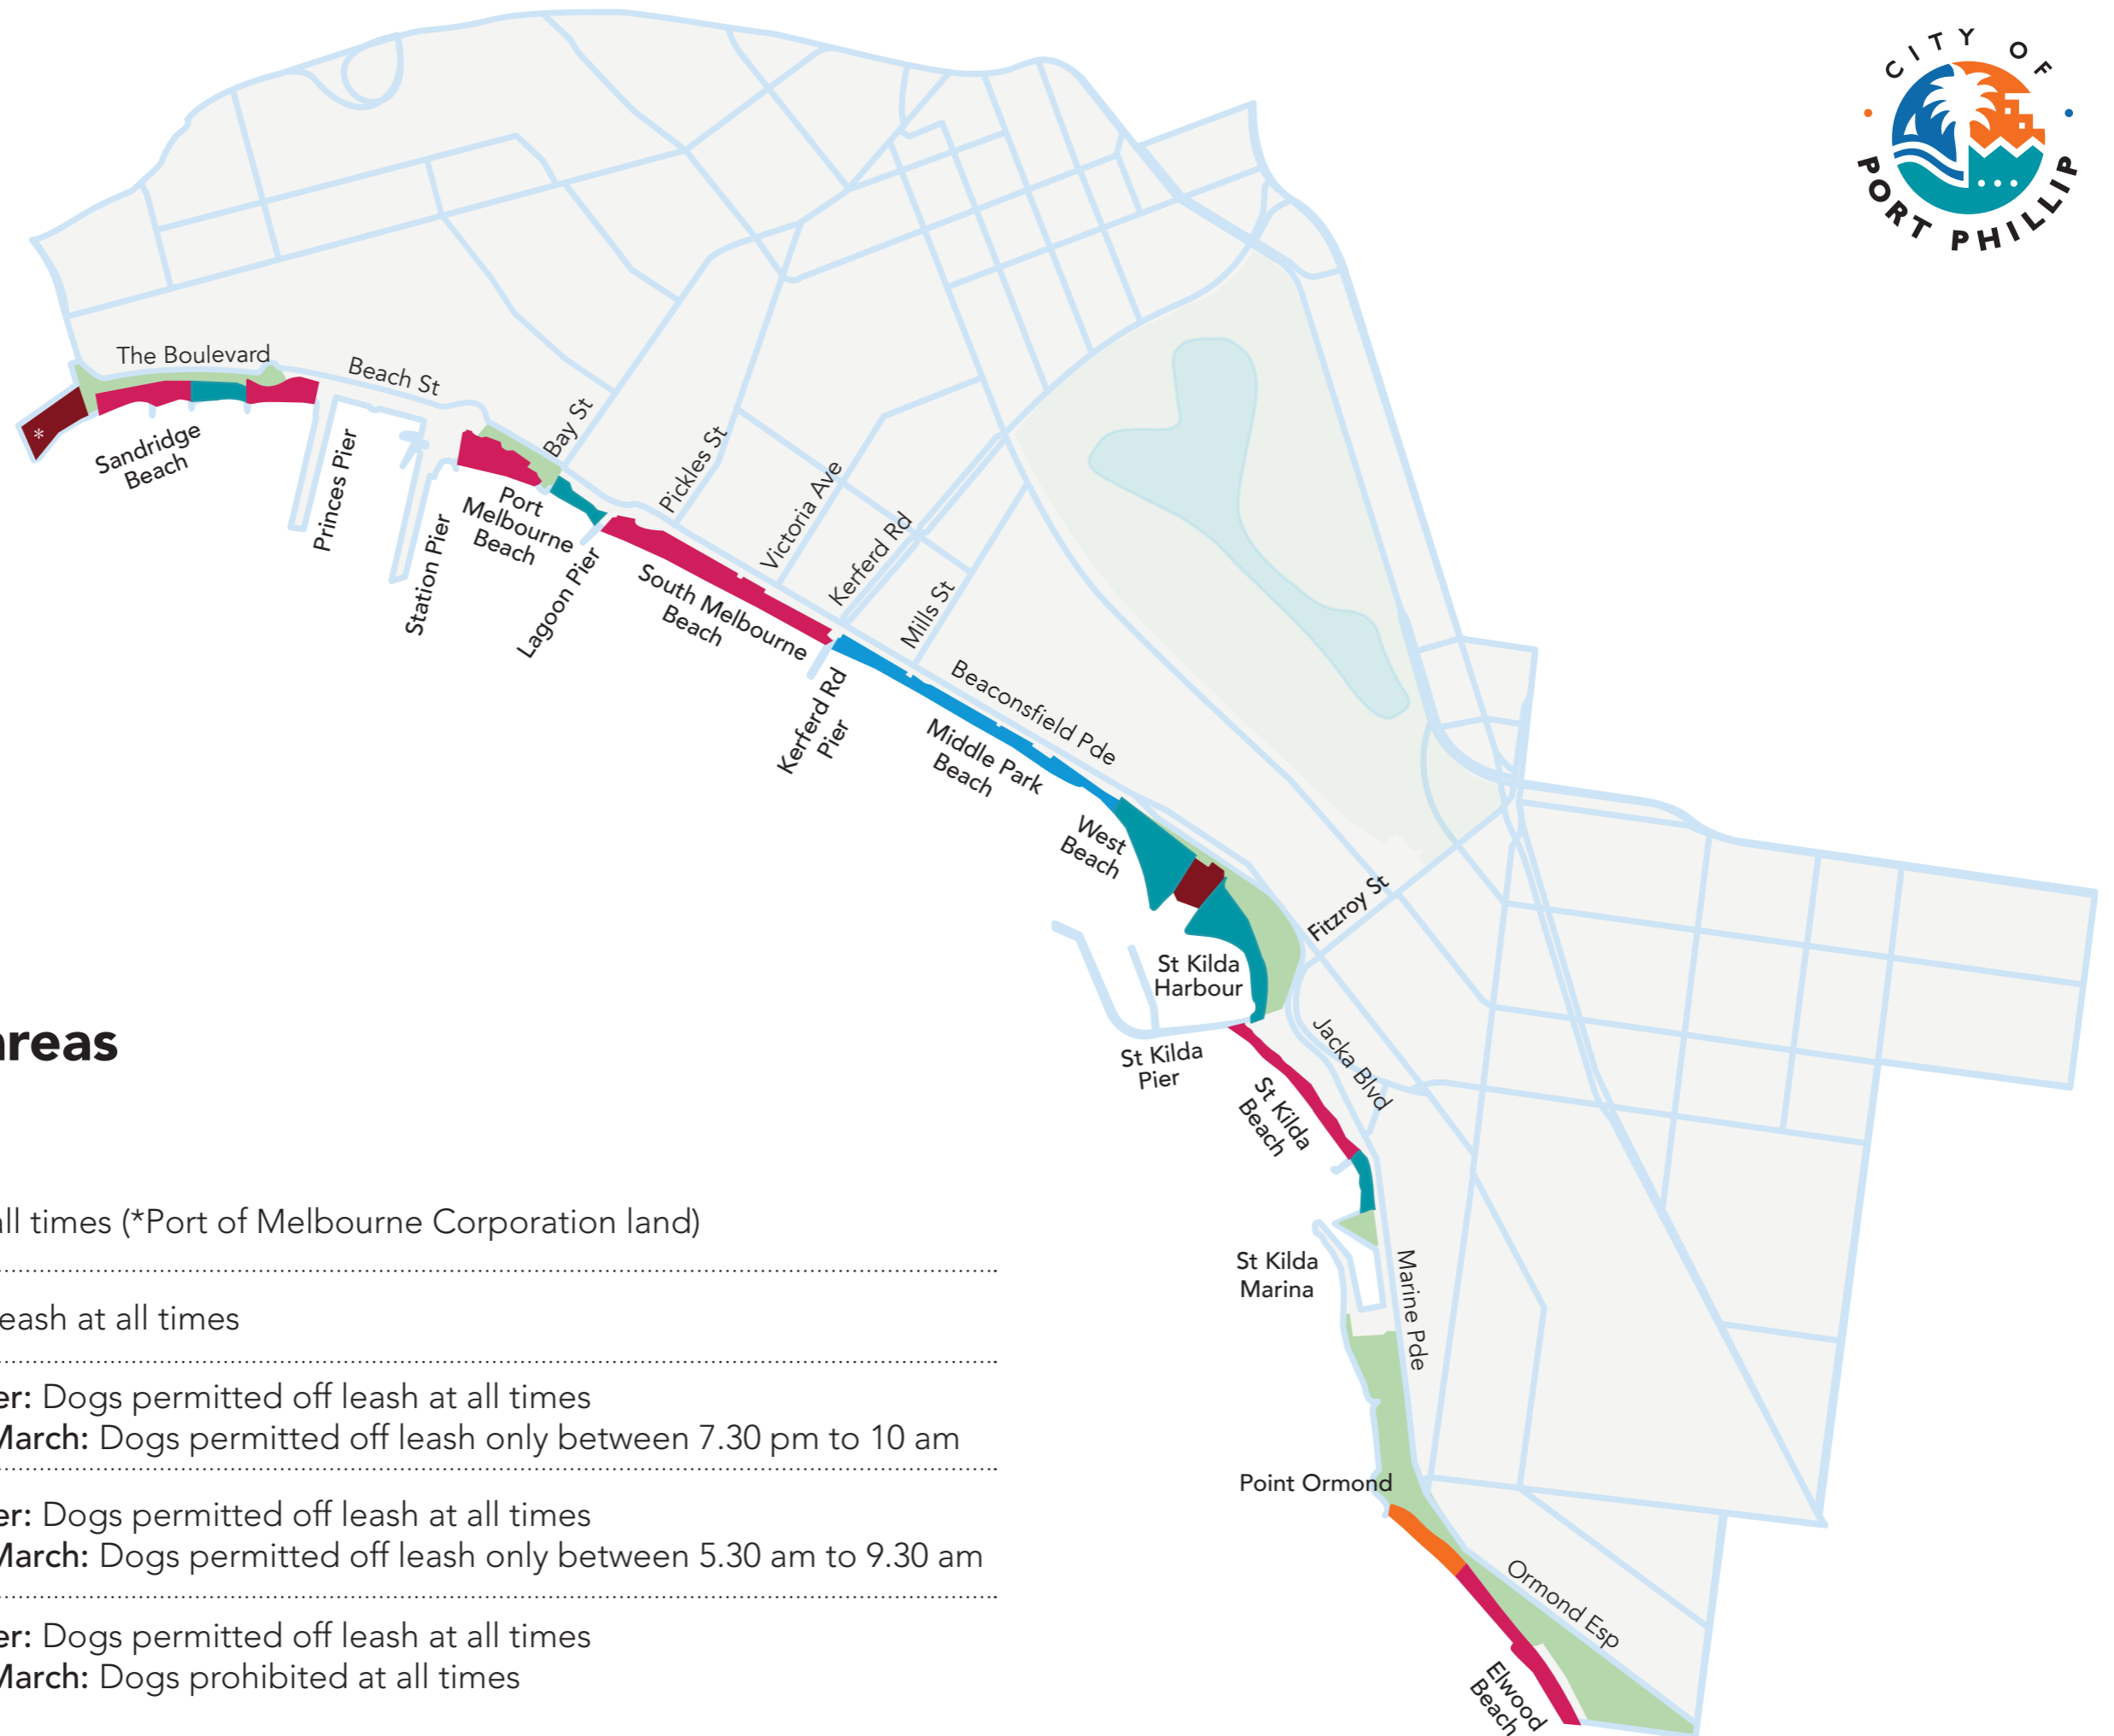 CITY OF
PORT PHILLIP
The Boulevard
Beach St
Bay St
Pickles St
Victoria Ave
Kerferd Rd
Mills St
Beaconsfield Pde
*
Sandridge
Beach
Princes Pier
Station Pier
Port
Melbourne
Beach
Lagoon Pier
South Melbourne
Beach
Kerferd Rd
Pier
Middle Park
Beach
West
Beach
Fitzroy St
St Kilda
Harbour
St Kilda
Pier
Jacka Blvd
St Kilda
Beach
St Kilda
Marina
Marine Pde
Point Ormond
Ormond Esp
Elwood
Beach
reas
all times (*Port of Melbourne Corporation land)
eash at all times
er: Dogs permitted off leash at all times
March: Dogs permitted off leash only between 7.30 pm to 10 am
er: Dogs permitted off leash at all times
March: Dogs permitted off leash only between 5.30 am to 9.30 am
er: Dogs permitted off leash at all times
March: Dogs prohibited at all times